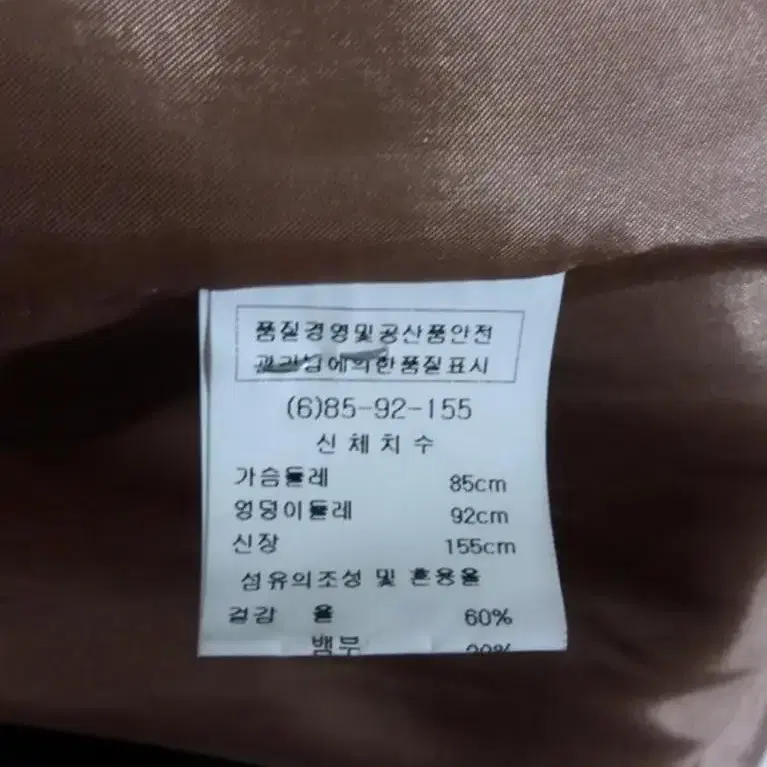 품질경영및공산품안전
관리법에의한품질표시
(6)85-92-155
신체치수
가슴둘레 85cm
엉덩이둘레 92cm
신장 155cm
섬유의조성 및 혼용율
겉감 울 60%
뱀부